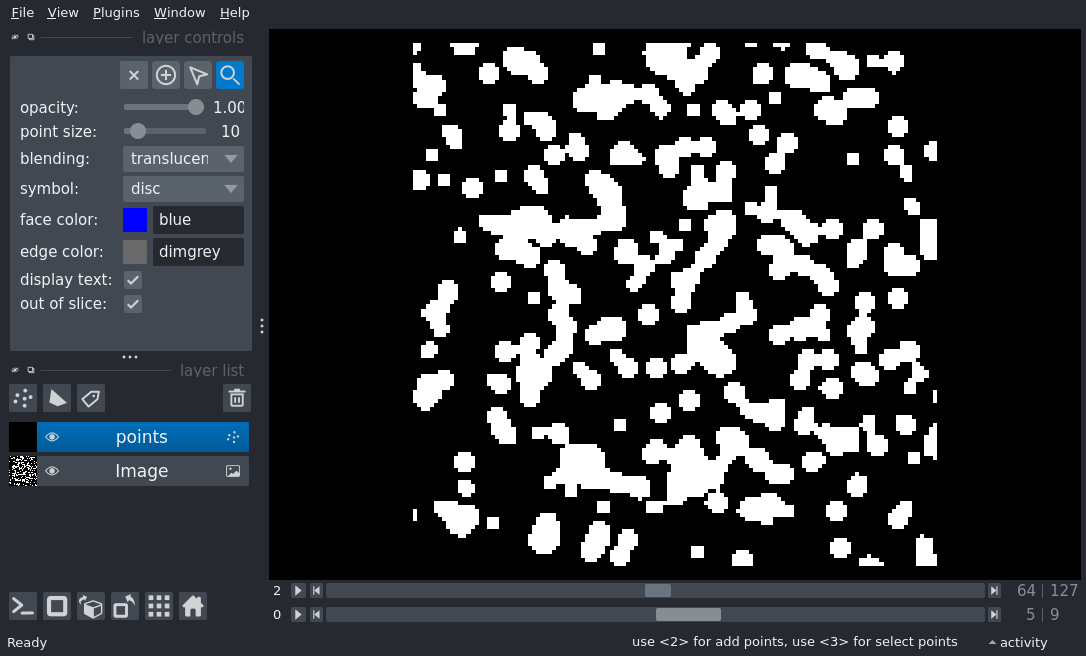 File View Plugins Window Help
layer controls
opacity: 1.00
point size: 10
blending: translucen
symbol: disc
face color: blue
edge color: dimgrey
display text:
out of slice:
layer list
points
Image
2 64 | 127
0 5 | 9
Ready use <2> for add points, use <3> for select points activity